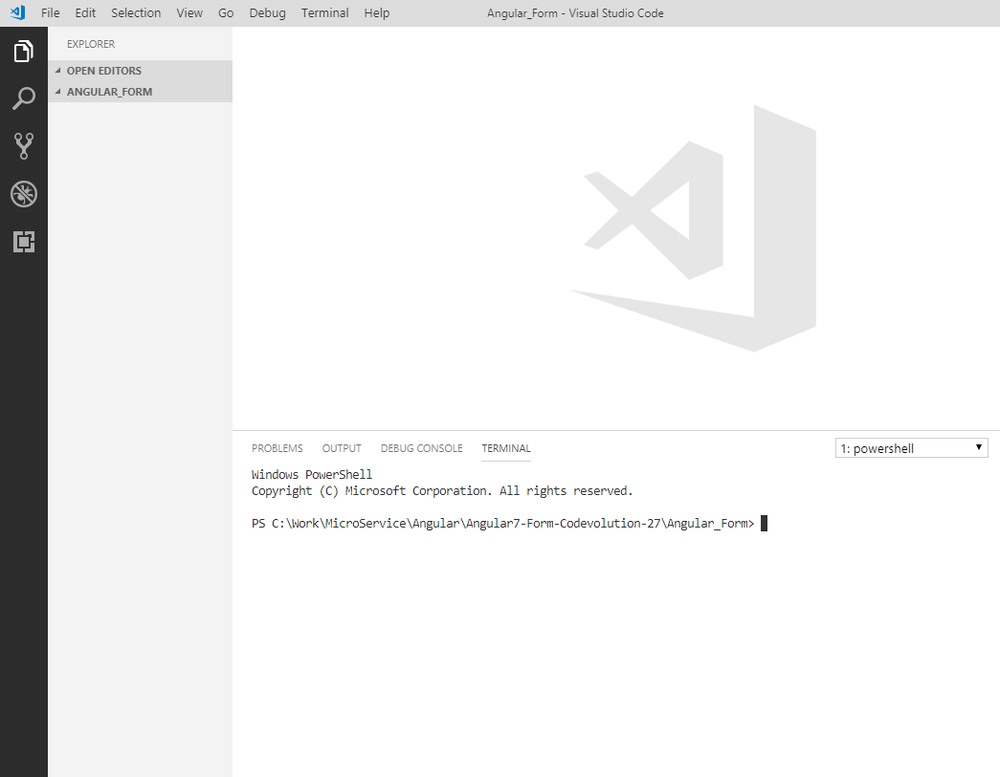 File Edit Selection View Go Debug Terminal Help Angular_Form - Visual Studio Code
EXPLORER
OPEN EDITORS
ANGULAR_FORM
PROBLEMS OUTPUT DEBUG CONSOLE TERMINAL 1: powershell
Windows PowerShell
Copyright (C) Microsoft Corporation. All rights reserved.
PS C:\Work\MicroService\Angular\Angular7-Form-Codevolution-27\Angular_Form>